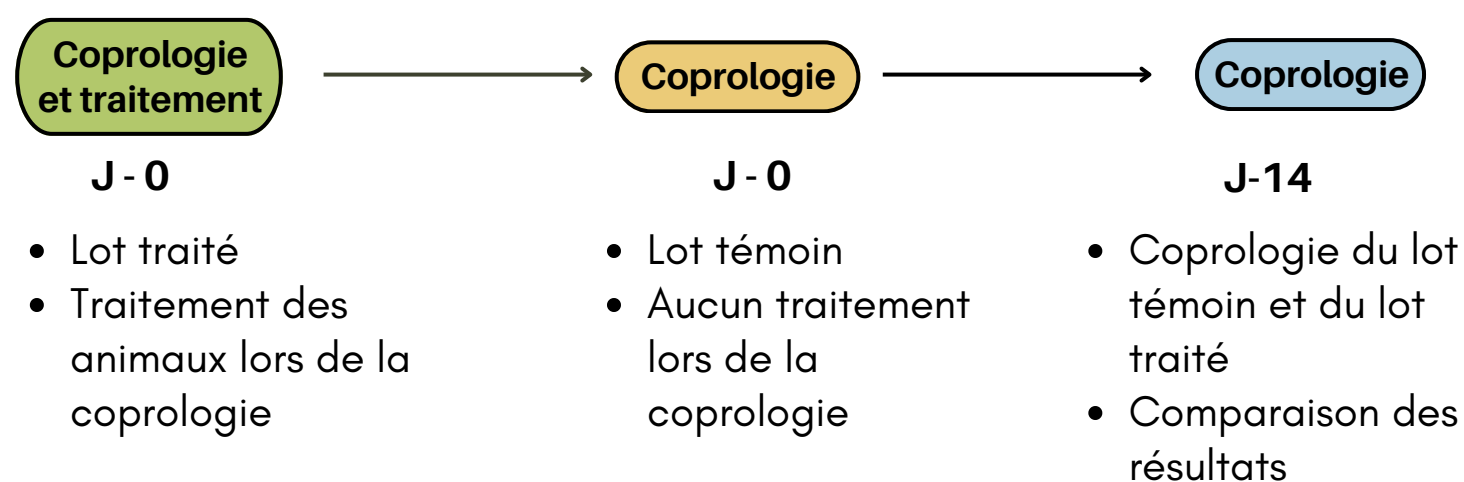 Coprologie
et traitement
J - 0
• Lot traité
• Traitement des
animaux lors de la
coprologie
Coprologie
J - 0
• Lot témoin
• Aucun traitement
lors de la
coprologie
Coprologie
J-14
• Coprologie du lot
témoin et du lot
traité
• Comparaison des
résultats